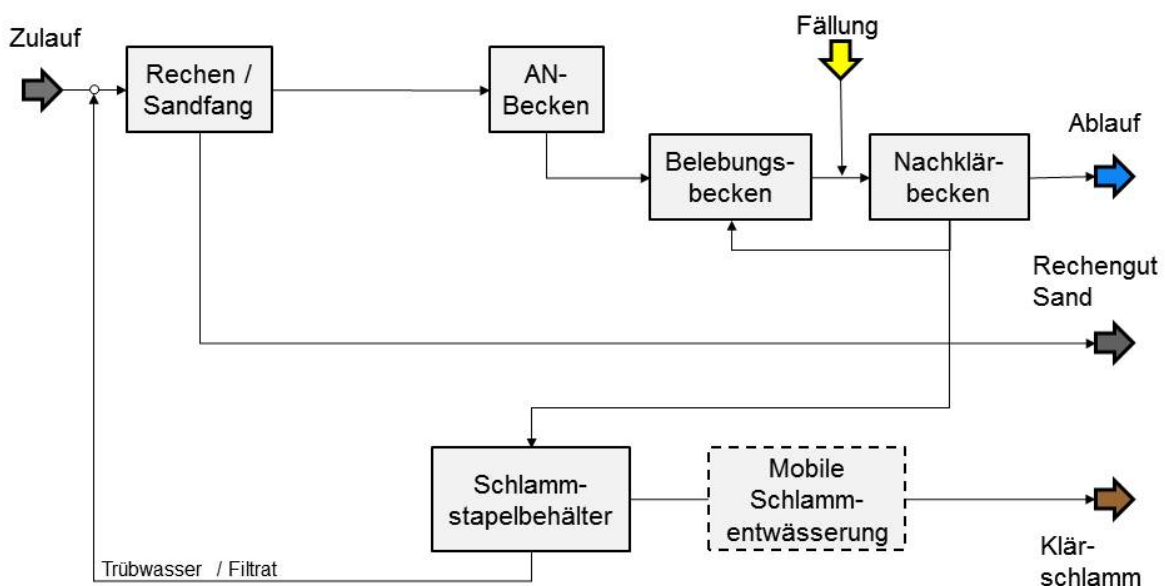 Zulauf
Rechen /
Sandfang
AN-
Becken
Fällung
Belebungs-
becken
Nachklär-
becken
Ablauf
Rechengut
Sand
Schlamm-
stapelbehälter
Mobile
Schlamm-
entwässerung
Klär-
schlamm
Trübwasser / Filtrat